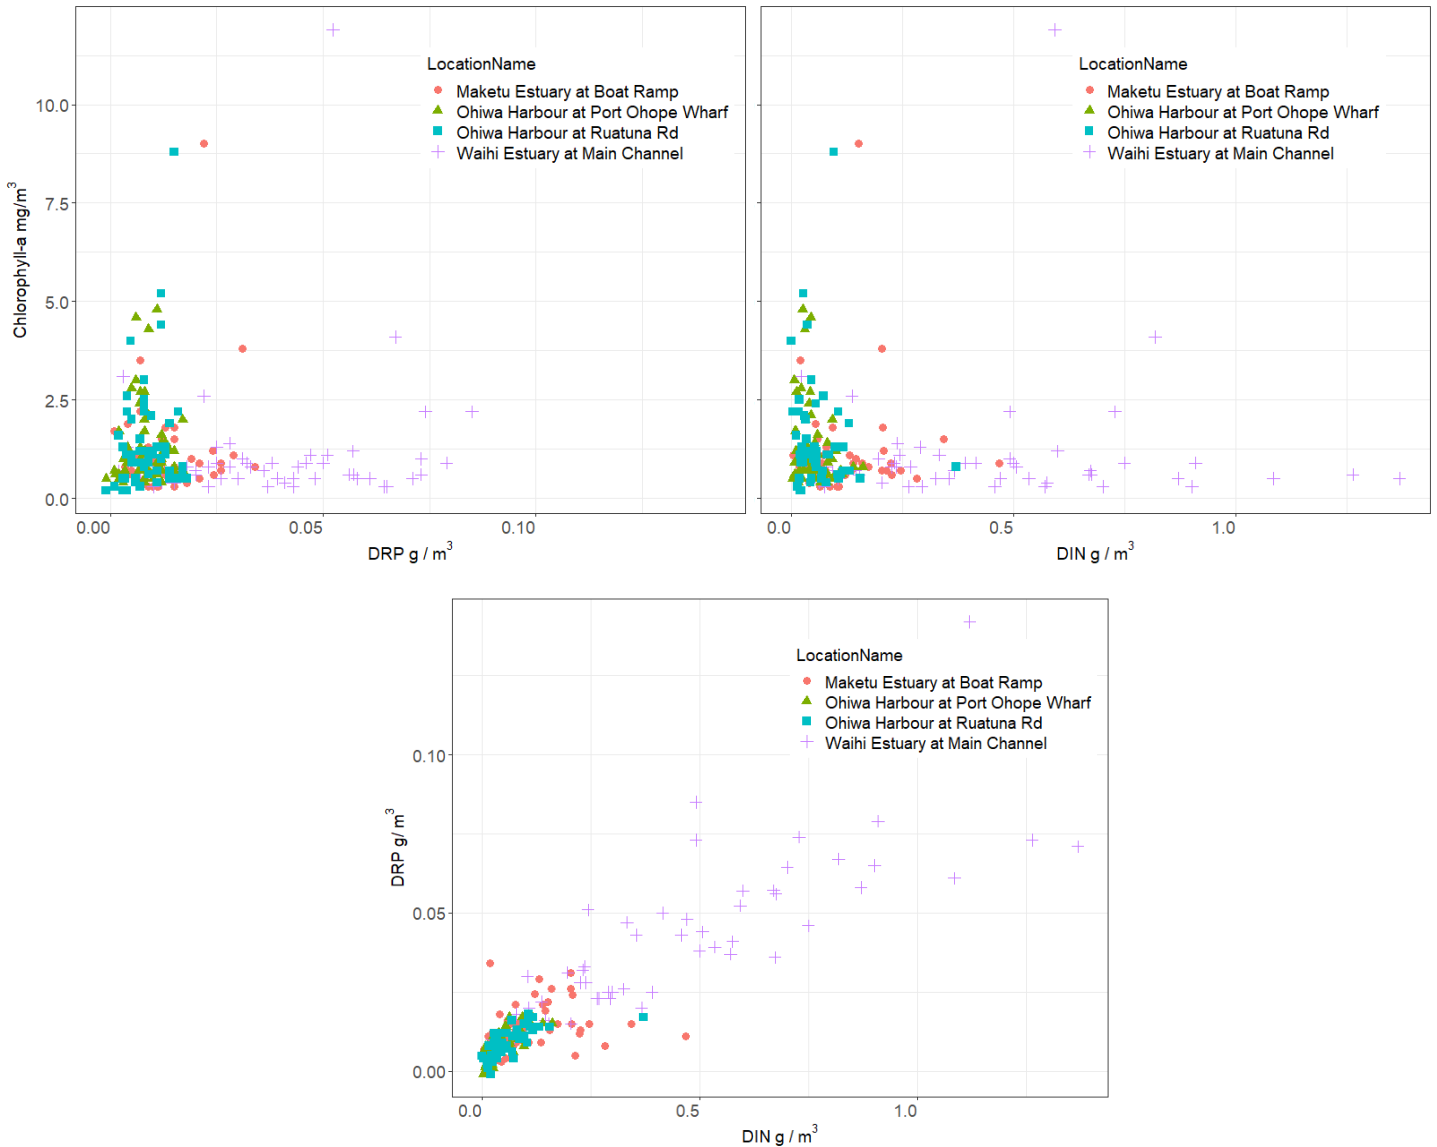 LocationName
Maketu Estuary at Boat Ramp
Ohiwa Harbour at Port Ohope Wharf
Ohiwa Harbour at Ruatuna Rd
Waihi Estuary at Main Channel
10.0
7.5
5.0
2.5
0.0
Chlorophyll-a mg/m³
0.00 0.05 0.10
DRP g / m³
LocationName
Maketu Estuary at Boat Ramp
Ohiwa Harbour at Port Ohope Wharf
Ohiwa Harbour at Ruatuna Rd
Waihi Estuary at Main Channel
0.0 0.5 1.0
DIN g / m³
LocationName
Maketu Estuary at Boat Ramp
Ohiwa Harbour at Port Ohope Wharf
Ohiwa Harbour at Ruatuna Rd
Waihi Estuary at Main Channel
0.10
0.05
0.00
DRP g/ m³
0.0 0.5 1.0
DIN g / m³